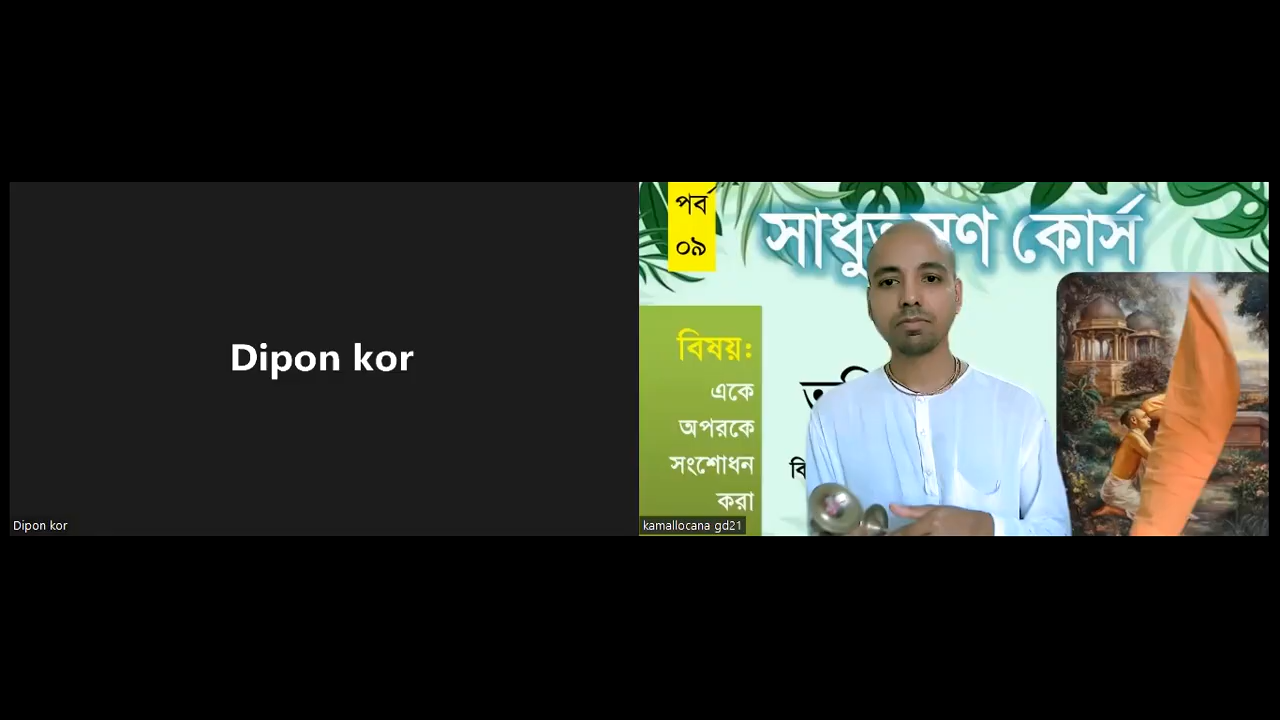 Dipon kor
Dipon kor
পর্ব
০৯
কোর্স
বিষয়:
একে
অপরকে
সংশোধন
করা
kamallocana gd21